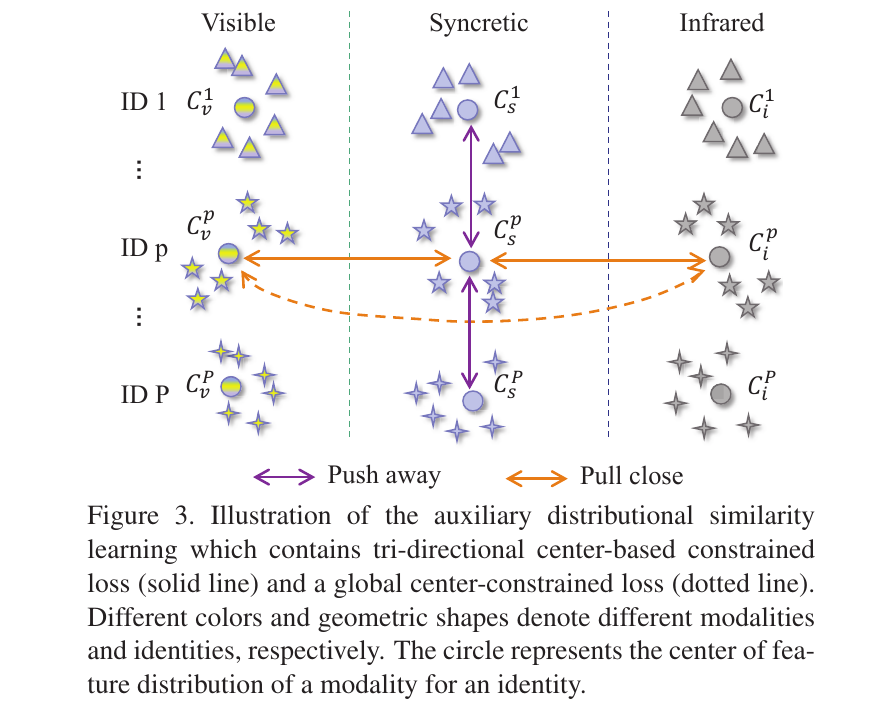 Visible Syncretic Infrared
ID 1 C_v^1 C_s^1 C_i^1
⋮
ID p C_v^p C_s^p C_i^p
⋮
ID P C_v^P C_s^P C_i^P
Push away Pull close
Figure 3. Illustration of the auxiliary distributional similarity
learning which contains tri-directional center-based constrained
loss (solid line) and a global center-constrained loss (dotted line).
Different colors and geometric shapes denote different modalities
and identities, respectively. The circle represents the center of fea-
ture distribution of a modality for an identity.